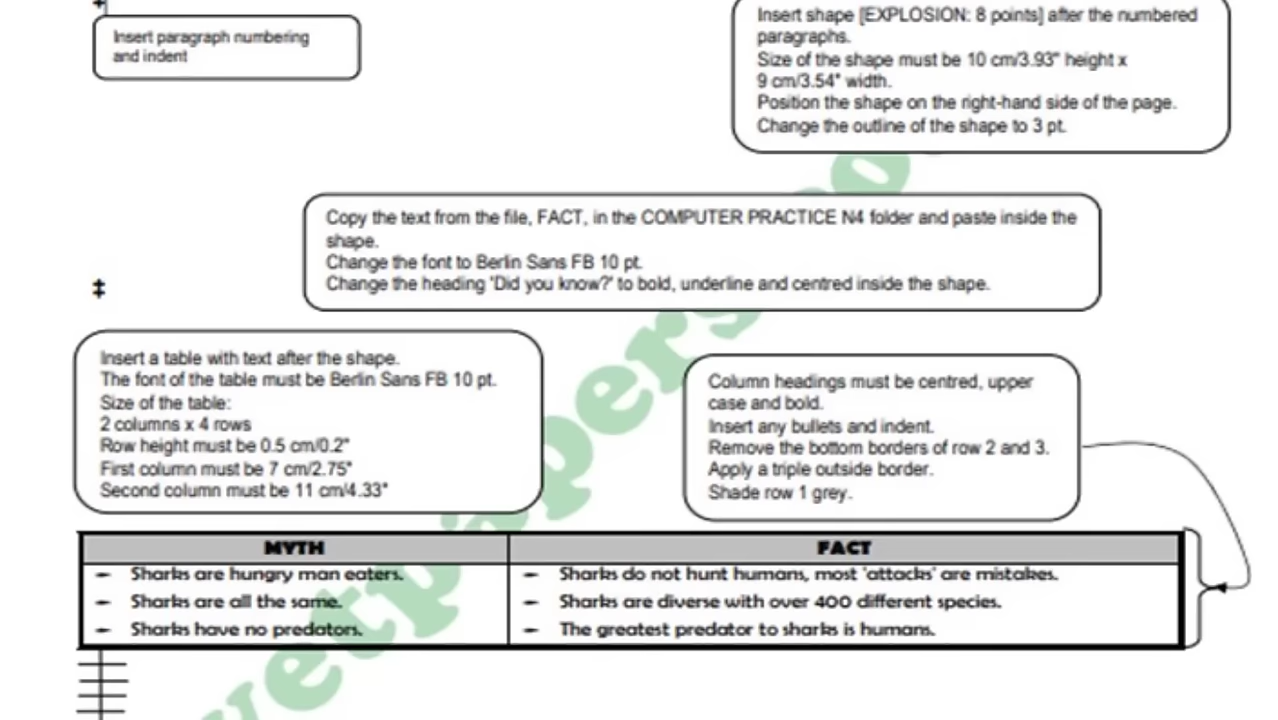 Insert paragraph numbering
and indent
Insert shape [EXPLOSION: 8 points] after the numbered
paragraphs.
Size of the shape must be 10 cm/3.93" height x
9 cm/3.54" width.
Position the shape on the right-hand side of the page.
Change the outline of the shape to 3 pt.
Copy the text from the file, FACT, in the COMPUTER PRACTICE N4 folder and paste inside the
shape.
Change the font to Berlin Sans FB 10 pt.
Change the heading 'Did you know?' to bold, underline and centred inside the shape.
‡
Insert a table with text after the shape.
The font of the table must be Berlin Sans FB 10 pt.
Size of the table:
2 columns x 4 rows
Row height must be 0.5 cm/0.2"
First column must be 7 cm/2.75"
Second column must be 11 cm/4.33"
Column headings must be centred, upper
case and bold.
Insert any bullets and indent.
Remove the bottom borders of row 2 and 3.
Apply a triple outside border.
Shade row 1 grey.
MYTH FACT
– Sharks are hungry man eaters. – Sharks do not hunt humans, most 'attacks' are mistakes.
– Sharks are all the same. – Sharks are diverse with over 400 different species.
– Sharks have no predators. – The greatest predator to sharks is humans.